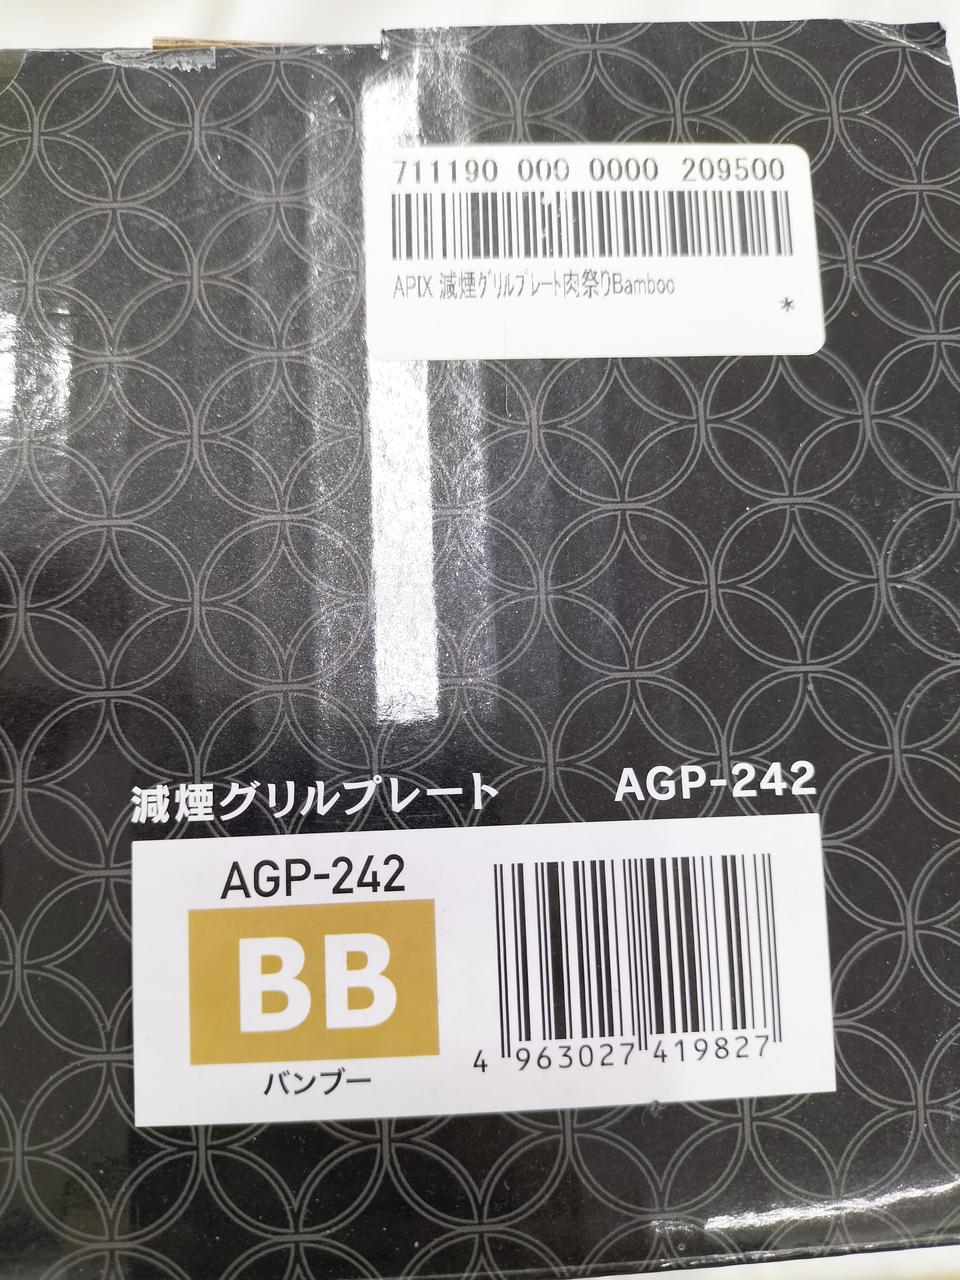 711190 000 0000 209500
APIX 減煙グリルプレート肉祭りBamboo
*
減煙グリルプレート AGP-242
AGP-242
BB
バンブー
4 963027 419827